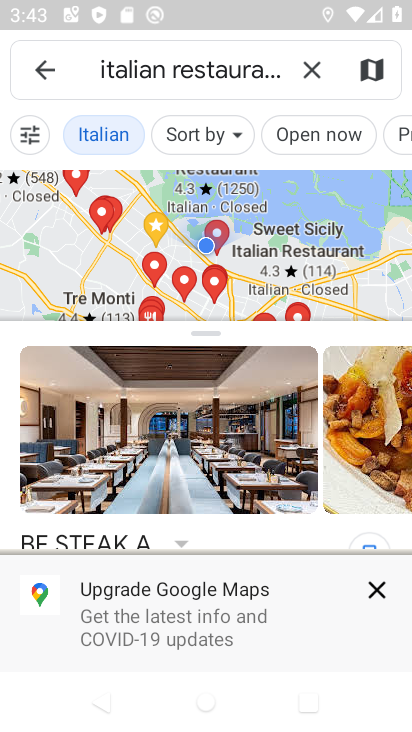 3:43
italian restaura...
Italian
Sort by
Open now
Restaurant
4.3 ★ (1250)
Italian · Closed
★ (548)
· Closed
Sweet Sicily
Italian Restaurant
4.3 ★ (114)
Italian · Closed
Tre Monti
4.4 ★ (113)
BE STEAK A
Upgrade Google Maps
Get the latest info and
COVID-19 updates